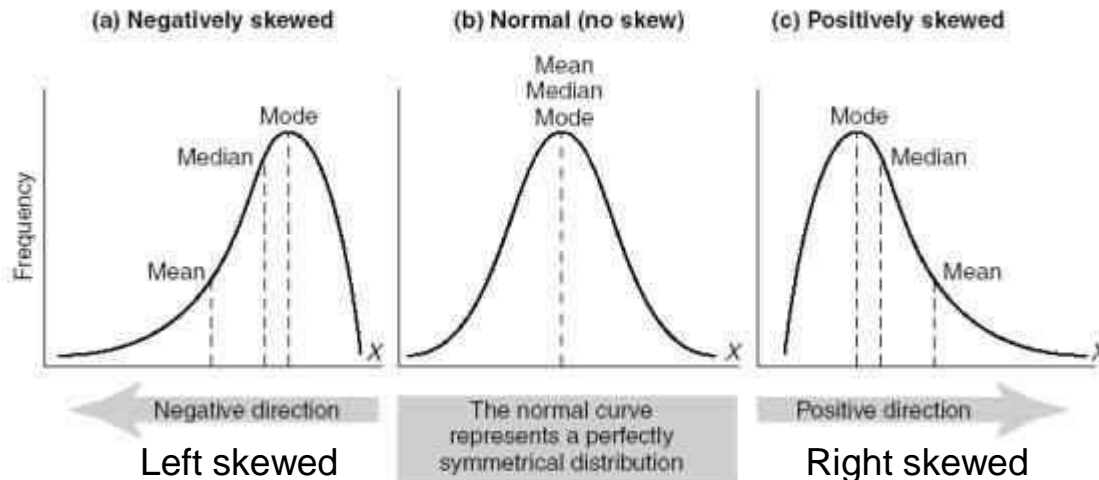 (a) Negatively skewed
(b) Normal (no skew)
(c) Positively skewed
Frequency
Mode
Median
Mean
X
Mean
Median
Mode
X
Mode
Median
Mean
X
Negative direction
The normal curve
represents a perfectly
symmetrical distribution
Positive direction
Left skewed
Right skewed